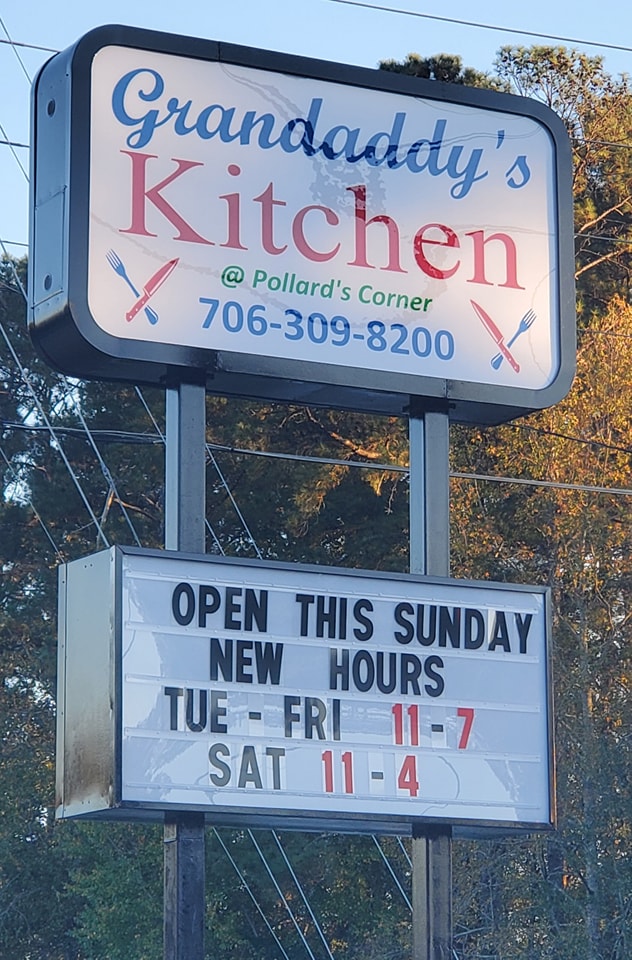 Grandaddy's
Kitchen
@ Pollard's Corner
706-309-8200
OPEN THIS SUNDAY
NEW HOURS
TUE - FRI 11-7
SAT 11-4